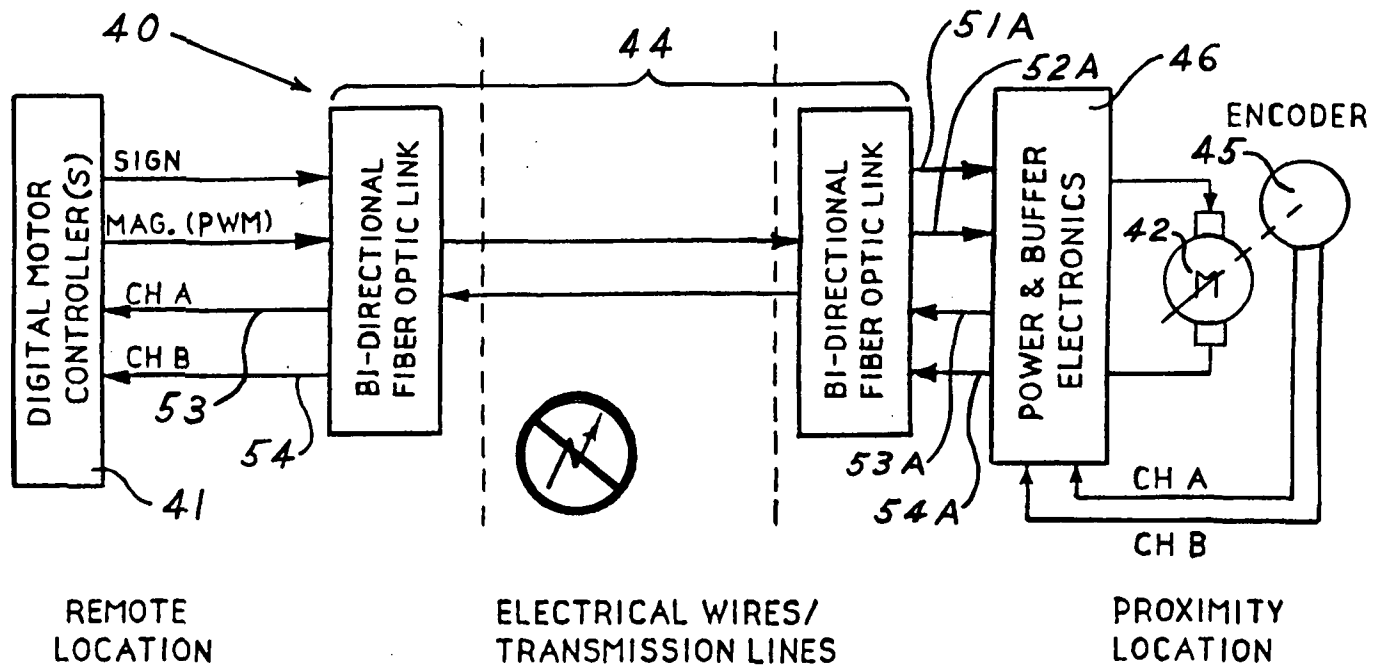 40
44
51A
52A
46
ENCODER
45
DIGITAL MOTOR
CONTROLLER(S)
SIGN
MAG. (PWM)
CH A
CH B
53
54
41
BI-DIRECTIONAL
FIBER OPTIC LINK
BI-DIRECTIONAL
FIBER OPTIC LINK
53A
54A
POWER & BUFFER
ELECTRONICS
42
M
CH A
CH B
REMOTE
LOCATION
ELECTRICAL WIRES/
TRANSMISSION LINES
PROXIMITY
LOCATION